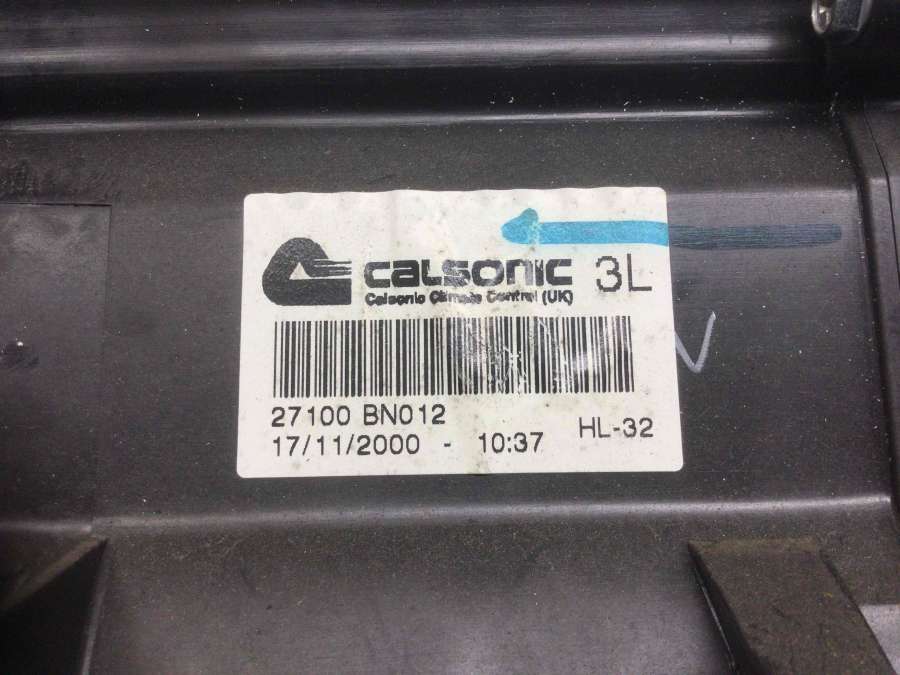 CALSONIC 3L
Calsonic Climate Control (UK)
27100 BN012
17/11/2000 - 10:37 HL-32